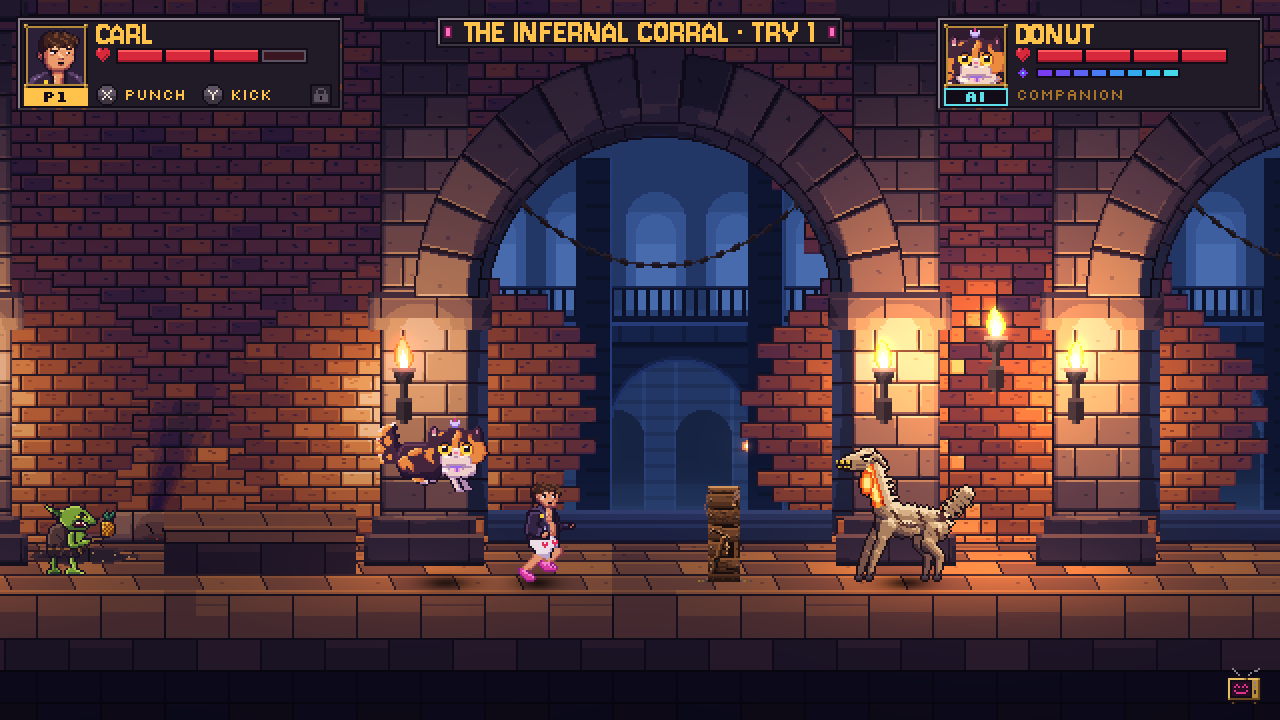 CARL
P1
X PUNCH Y KICK
THE INFERNAL CORRAL · TRY 1
DONUT
AI
COMPANION